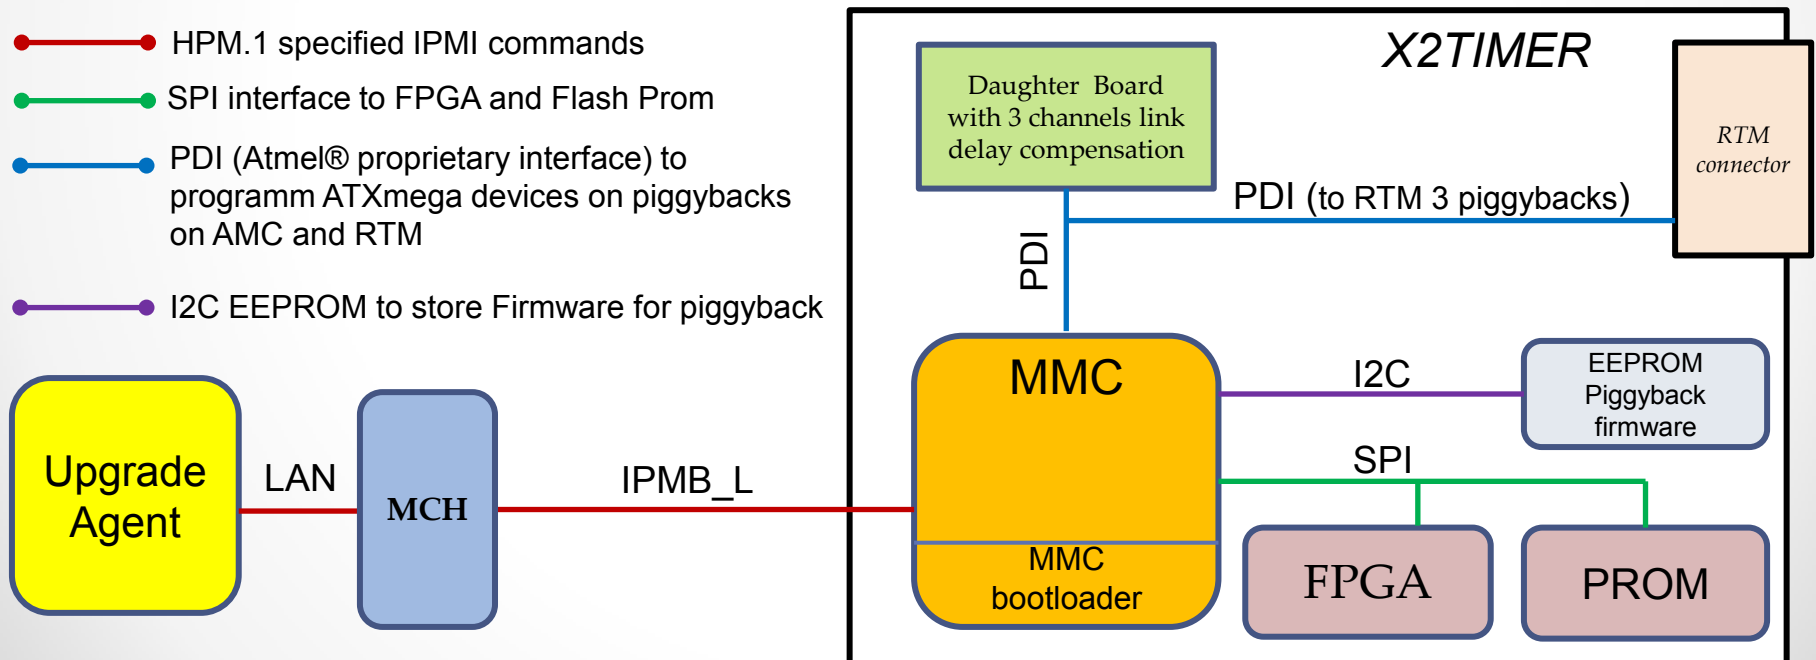 HPM.1 specified IPMI commands
SPI interface to FPGA and Flash Prom
PDI (Atmel® proprietary interface) to
programm ATXmega devices on piggybacks
on AMC and RTM
I2C EEPROM to store Firmware for piggyback
X2TIMER
Daughter Board
with 3 channels link
delay compensation
RTM
connector
PDI (to RTM 3 piggybacks)
PDI
MMC
I2C
EEPROM
Piggyback
firmware
Upgrade
Agent
LAN
MCH
IPMB_L
SPI
MMC
bootloader
FPGA
PROM